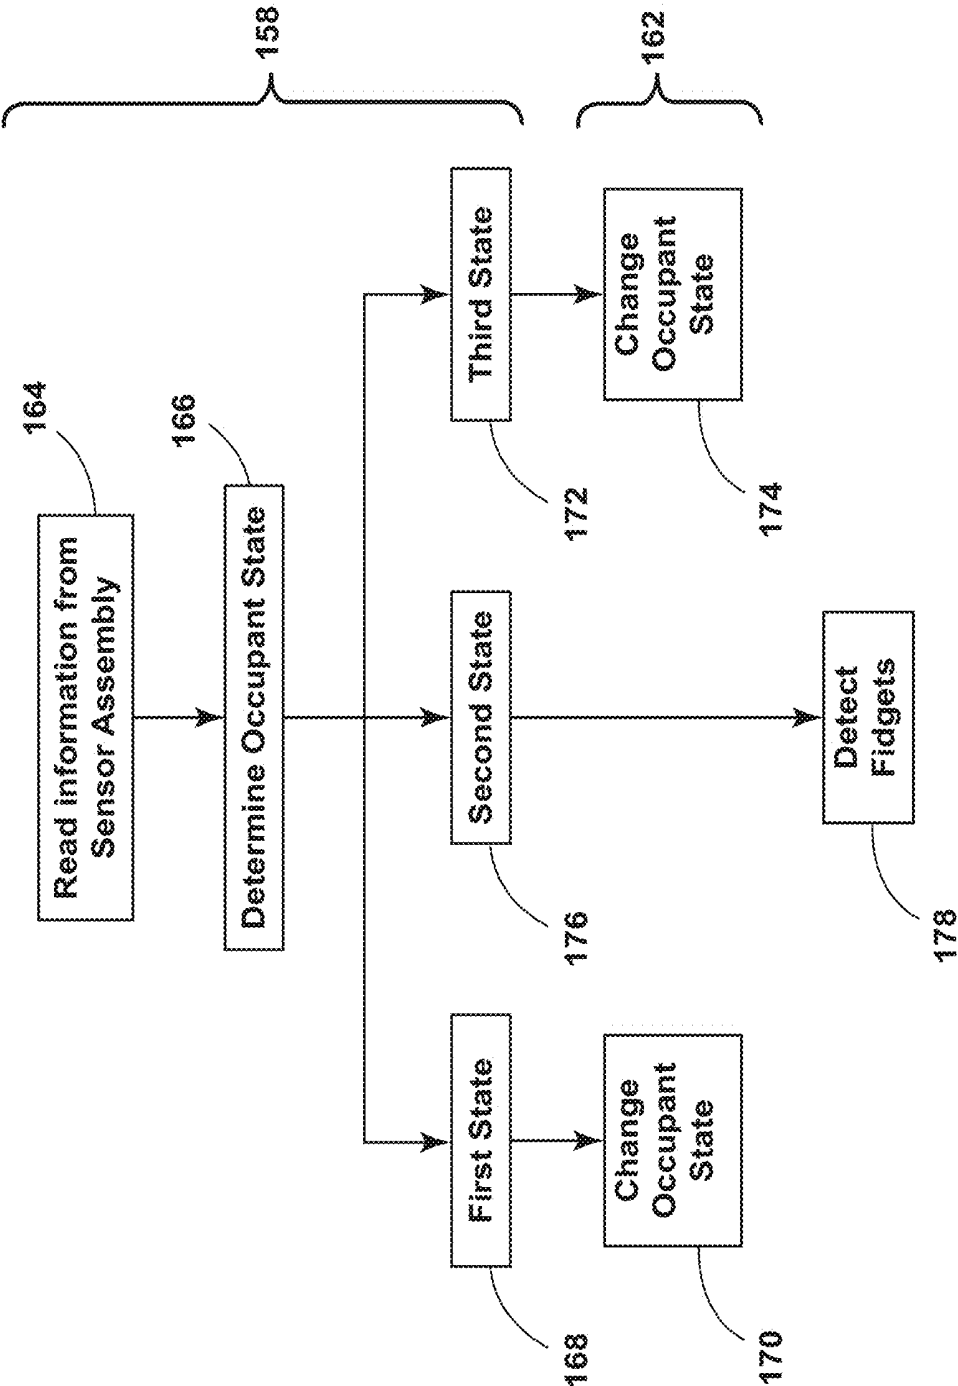 158
162
Read information from
Sensor Assembly
164
Determine Occupant State
166
First State
168
Second State
176
Third State
172
Change
Occupant
State
170
Change
Occupant
State
174
Detect
Fidgets
178